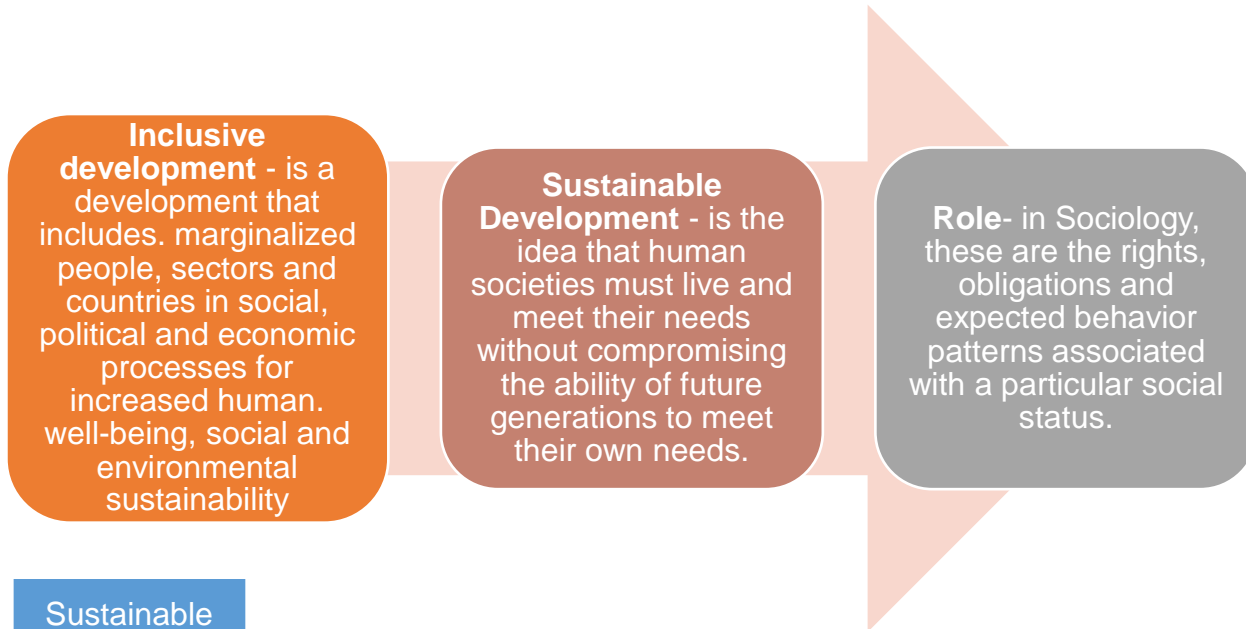 Inclusive
development - is a
development that
includes. marginalized
people, sectors and
countries in social,
political and economic
processes for
increased human.
well-being, social and
environmental
sustainability
Sustainable
Development - is the
idea that human
societies must live and
meet their needs
without compromising
the ability of future
generations to meet
their own needs.
Role- in Sociology,
these are the rights,
obligations and
expected behavior
patterns associated
with a particular social
status.
Sustainable